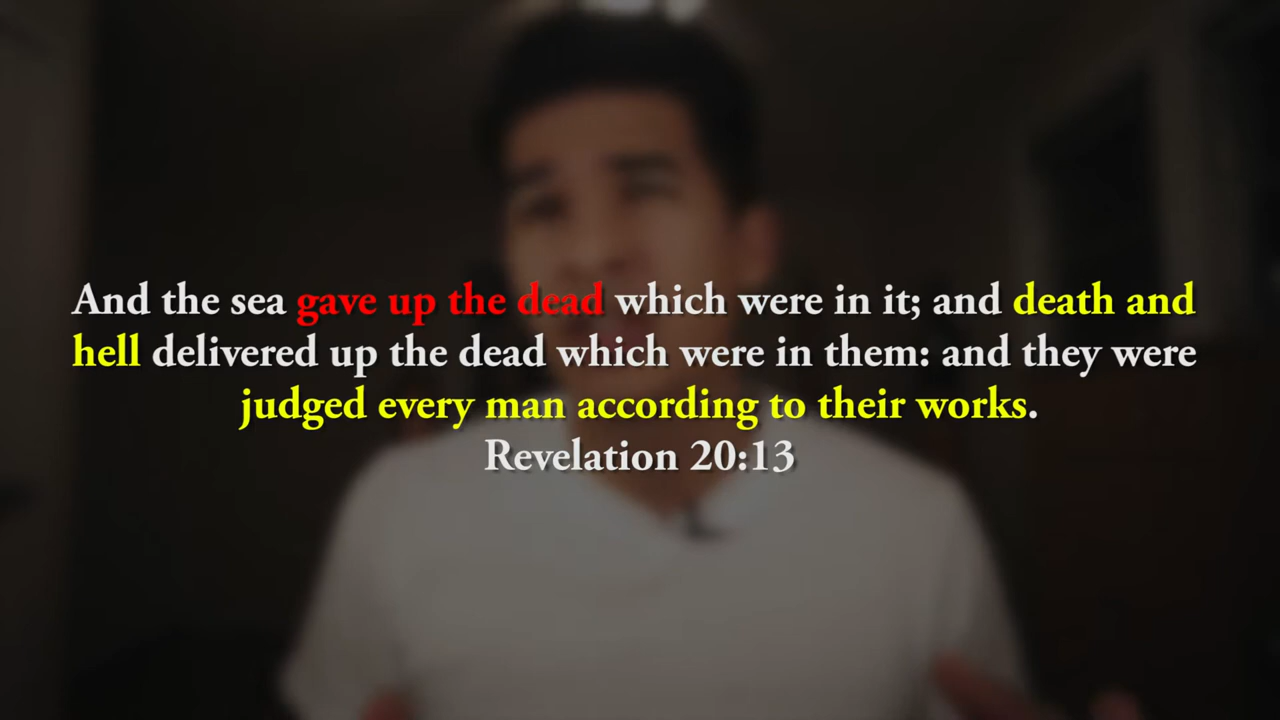 And the sea gave up the dead which were in it; and death and
hell delivered up the dead which were in them: and they were
judged every man according to their works.
Revelation 20:13